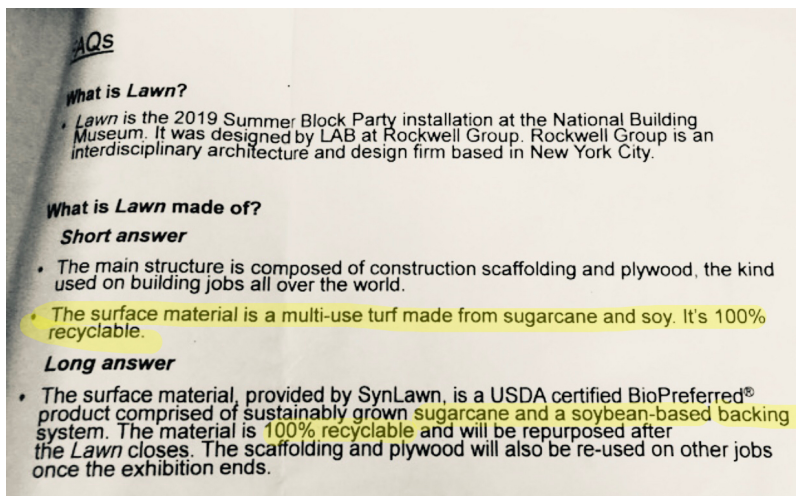 FAQs
What is Lawn?
• Lawn is the 2019 Summer Block Party installation at the National Building
Museum. It was designed by LAB at Rockwell Group. Rockwell Group is an
interdisciplinary architecture and design firm based in New York City.
What is Lawn made of?
Short answer
• The main structure is composed of construction scaffolding and plywood, the kind
used on building jobs all over the world.
• The surface material is a multi-use turf made from sugarcane and soy. It's 100%
recyclable.
Long answer
• The surface material, provided by SynLawn, is a USDA certified BioPreferred®
product comprised of sustainably grown sugarcane and a soybean-based backing
system. The material is 100% recyclable and will be repurposed after
the Lawn closes. The scaffolding and plywood will also be re-used on other jobs
once the exhibition ends.